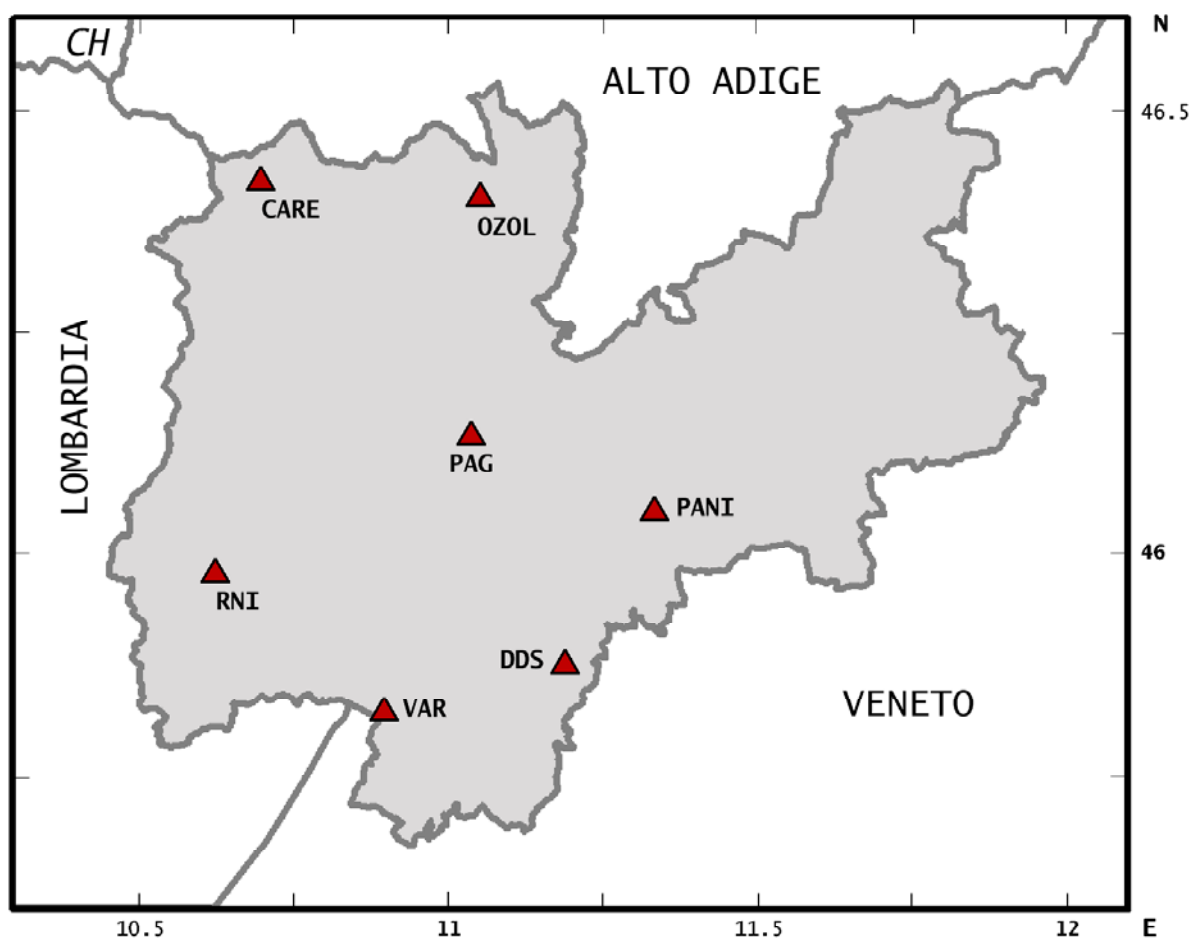 CH
N
ALTO ADIGE
46.5
CARE
OZOL
LOMBARDIA
PAG
PANI
46
RNI
DDS
VAR
VENETO
10.5
11
11.5
12
E